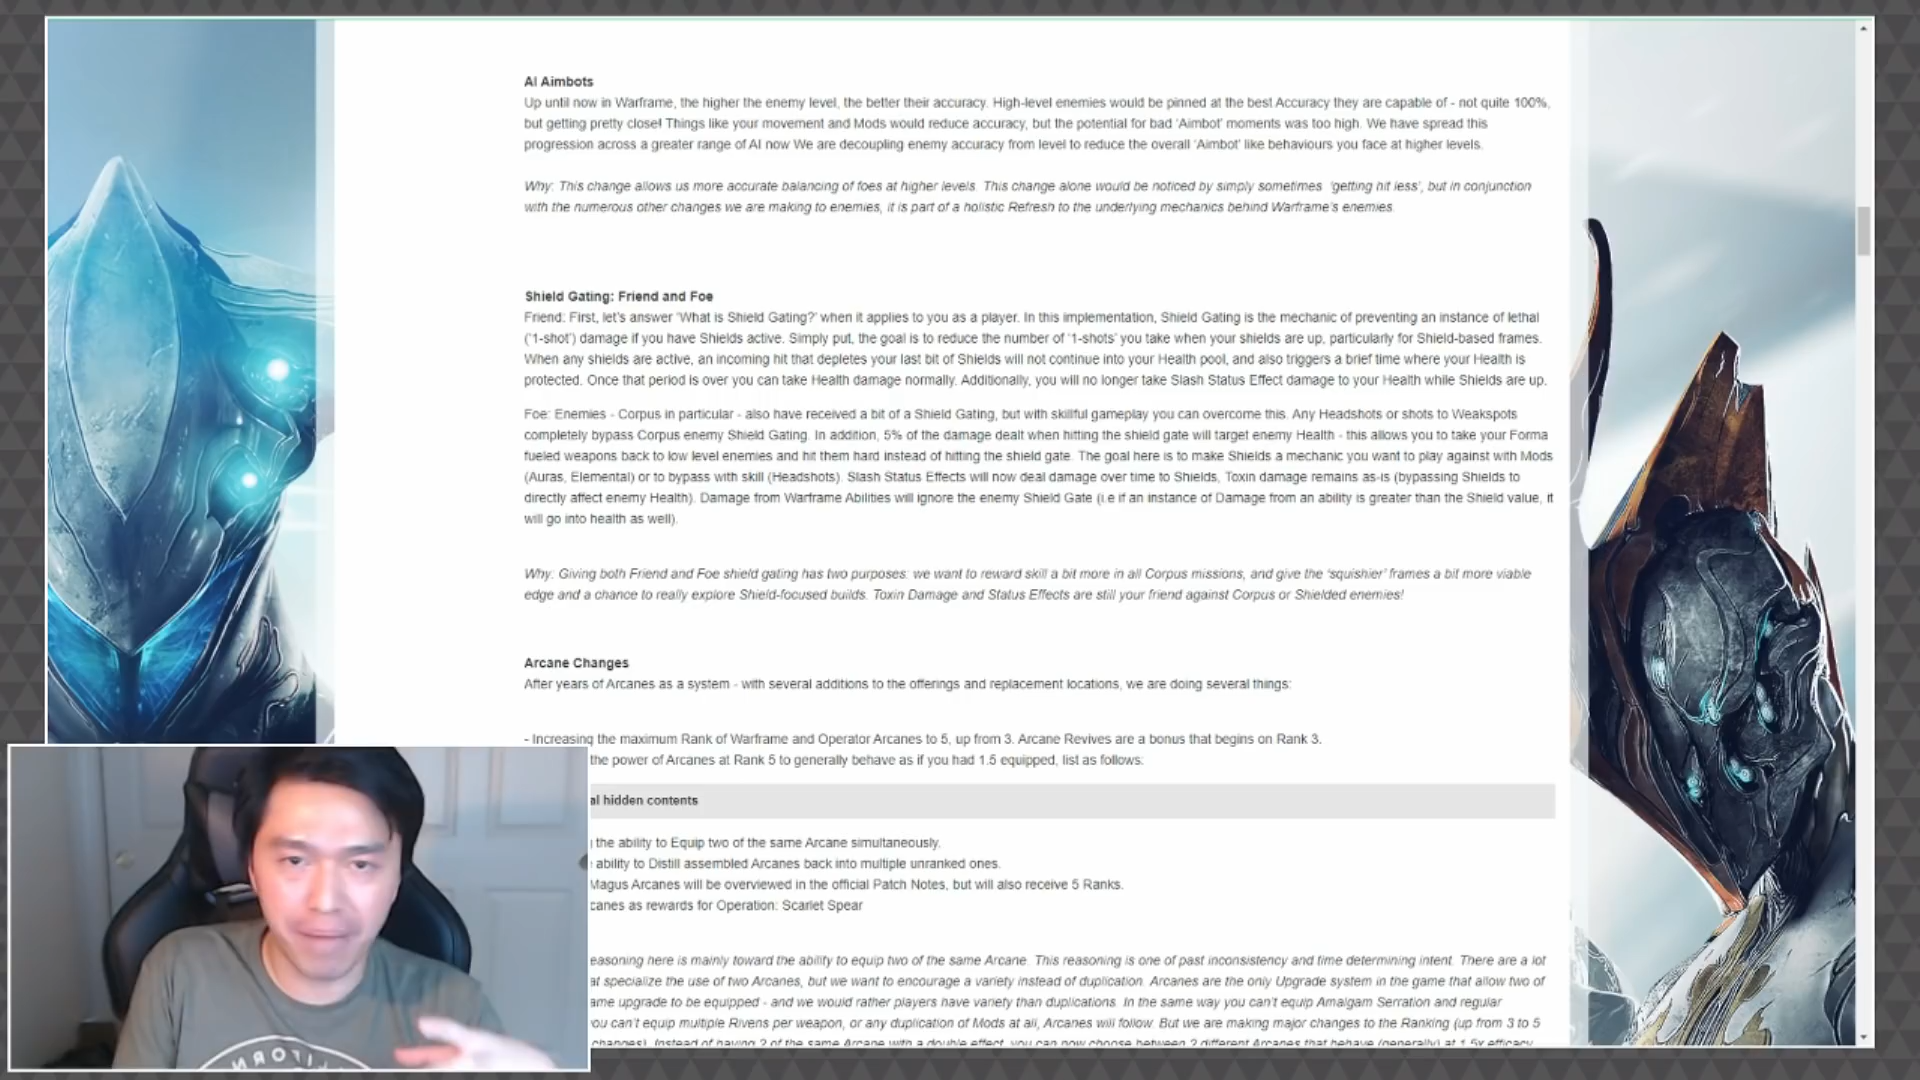 AI Aimbots
Up until now in Warframe, the higher the enemy level, the better their accuracy. High-level enemies would be pinned at the best Accuracy they are capable of - not quite 100%,
but getting pretty close! Things like your movement and Mods would reduce accuracy, but the potential for bad 'Aimbot' moments was too high. We have spread this
progression across a greater range of AI now We are decoupling enemy accuracy from level to reduce the overall 'Aimbot' like behaviours you face at higher levels.
Why: This change allows us more accurate balancing of foes at higher levels. This change alone would be noticed by simply sometimes 'getting hit less', but in conjunction
with the numerous other changes we are making to enemies, it is part of a holistic Refresh to the underlying mechanics behind Warframe's enemies.
Shield Gating: Friend and Foe
Friend: First, let's answer 'What is Shield Gating?' when it applies to you as a player. In this implementation, Shield Gating is the mechanic of preventing an instance of lethal
('1-shot') damage if you have Shields active. Simply put, the goal is to reduce the number of '1-shots' you take when your shields are up, particularly for Shield-based frames.
When any shields are active, an incoming hit that depletes your last bit of Shields will not continue into your Health pool, and also triggers a brief time where your Health is
protected. Once that period is over you can take Health damage normally. Additionally, you will no longer take Slash Status Effect damage to your Health while Shields are up.
Foe: Enemies - Corpus in particular - also have received a bit of a Shield Gating, but with skillful gameplay you can overcome this. Any Headshots or shots to Weakspots
completely bypass Corpus enemy Shield Gating. In addition, 5% of the damage dealt when hitting the shield gate will target enemy Health - this allows you to take your Forma
fueled weapons back to low level enemies and hit them hard instead of hitting the shield gate. The goal here is to make Shields a mechanic you want to play against with Mods
(Auras, Elemental) or to bypass with skill (Headshots). Slash Status Effects will now deal damage over time to Shields, Toxin damage remains as-is (bypassing Shields to
directly affect enemy Health). Damage from Warframe Abilities will ignore the enemy Shield Gate (i.e if an instance of Damage from an ability is greater than the Shield value, it
will go into health as well).
Why: Giving both Friend and Foe shield gating has two purposes: we want to reward skill a bit more in all Corpus missions, and give the 'squishier' frames a bit more viable
edge and a chance to really explore Shield-focused builds. Toxin Damage and Status Effects are still your friend against Corpus or Shielded enemies!
Arcane Changes
After years of Arcanes as a system - with several additions to the offerings and replacement locations, we are doing several things:
- Increasing the maximum Rank of Warframe and Operator Arcanes to 5, up from 3. Arcane Revives are a bonus that begins on Rank 3.
the power of Arcanes at Rank 5 to generally behave as if you had 1.5 equipped, list as follows:
al hidden contents
the ability to Equip two of the same Arcane simultaneously.
ability to Distill assembled Arcanes back into multiple unranked ones.
Magus Arcanes will be overviewed in the official Patch Notes, but will also receive 5 Ranks.
canes as rewards for Operation: Scarlet Spear
easoning here is mainly toward the ability to equip two of the same Arcane. This reasoning is one of past inconsistency and time determining intent. There are a lot
at specialize the use of two Arcanes, but we want to encourage a variety instead of duplication. Arcanes are the only Upgrade system in the game that allow two of
ame upgrade to be equipped - and we would rather players have variety than duplications. In the same way you can't equip Amalgam Serration and regular
you can't equip multiple Rivens per weapon, or any duplication of Mods at all, Arcanes will follow. But we are making major changes to the Ranking (up from 3 to 5
changes). Instead of having 2 of the same Arcane with a double effect, you can now choose between 2 different Arcanes that behave (generally) at 1.5x efficacy